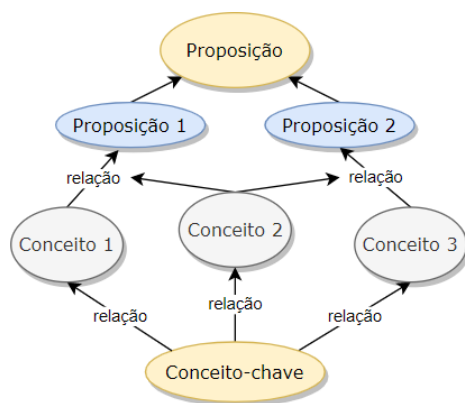 Proposição
Proposição 1
Proposição 2
relação
relação
Conceito 1
Conceito 2
Conceito 3
relação
relação
relação
Conceito-chave